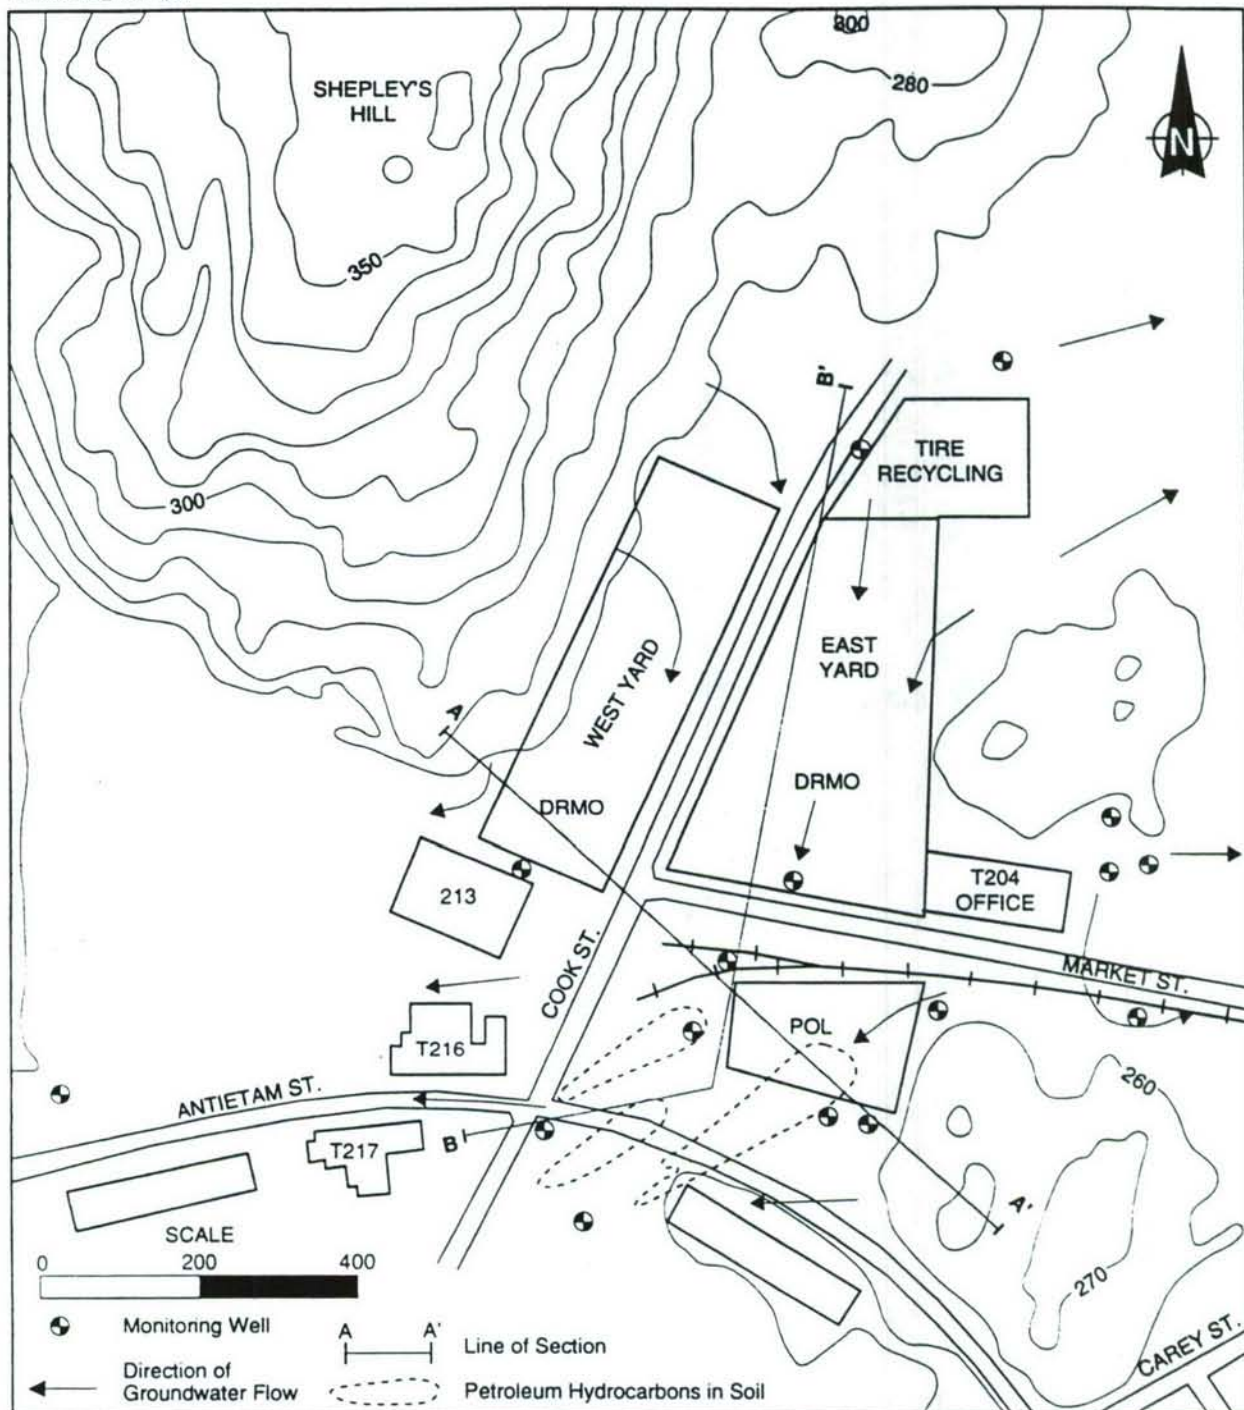 300
280
SHEPLEY'S
HILL
N
350
B'
TIRE
RECYCLING
300
EAST
YARD
WEST YARD
A
DRMO
DRMO
213
T204
OFFICE
COOK ST.
MARKET ST.
POL
T216
260
ANTIETAM ST.
B
T217
A'
270
SCALE
0 200 400
CAREY ST.
Monitoring Well
A A'
Line of Section
Direction of
Groundwater Flow
Petroleum Hydrocarbons in Soil